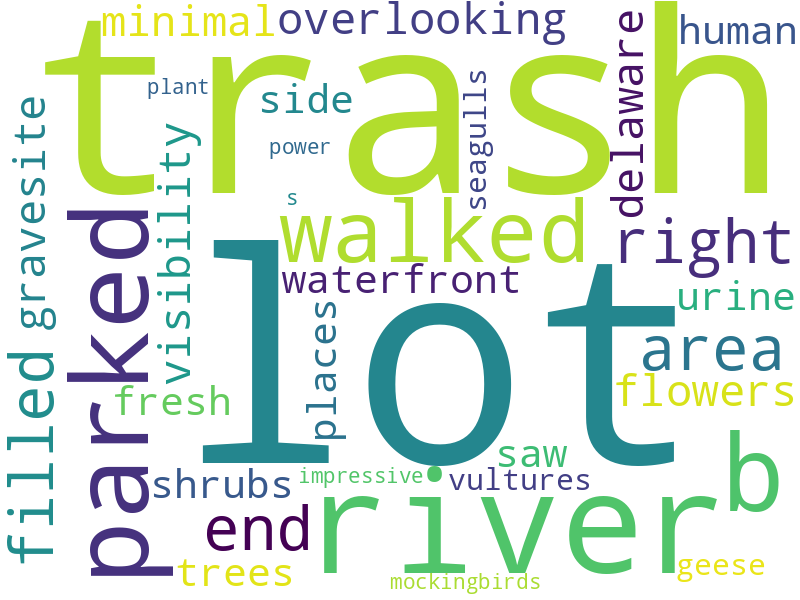 minimal
overlooking
human
trash
plant
side
seagulls
delaware
power
gravesite
visibility
s
parked
walked
right
lot
waterfront
urine
places
area
filled
fresh
flowers
saw
b
shrubs
impressive
vultures
river
end
trees
mockingbirds
geese